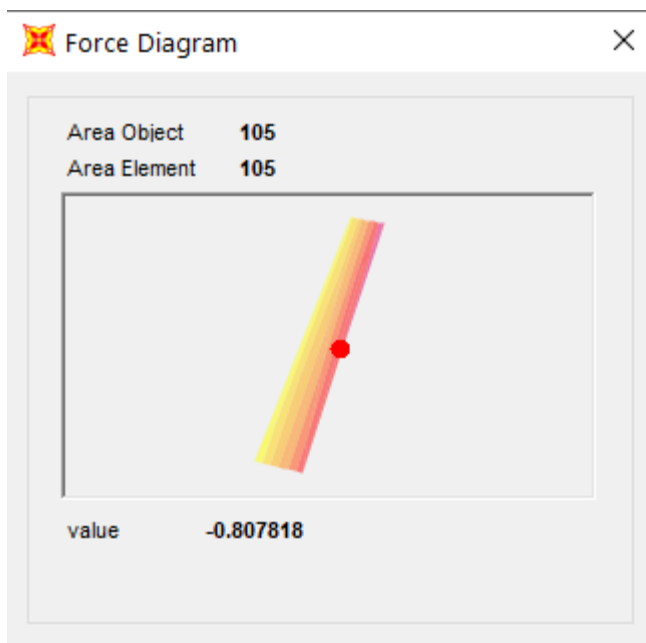 Force Diagram
Area Object 105
Area Element 105
value -0.807818